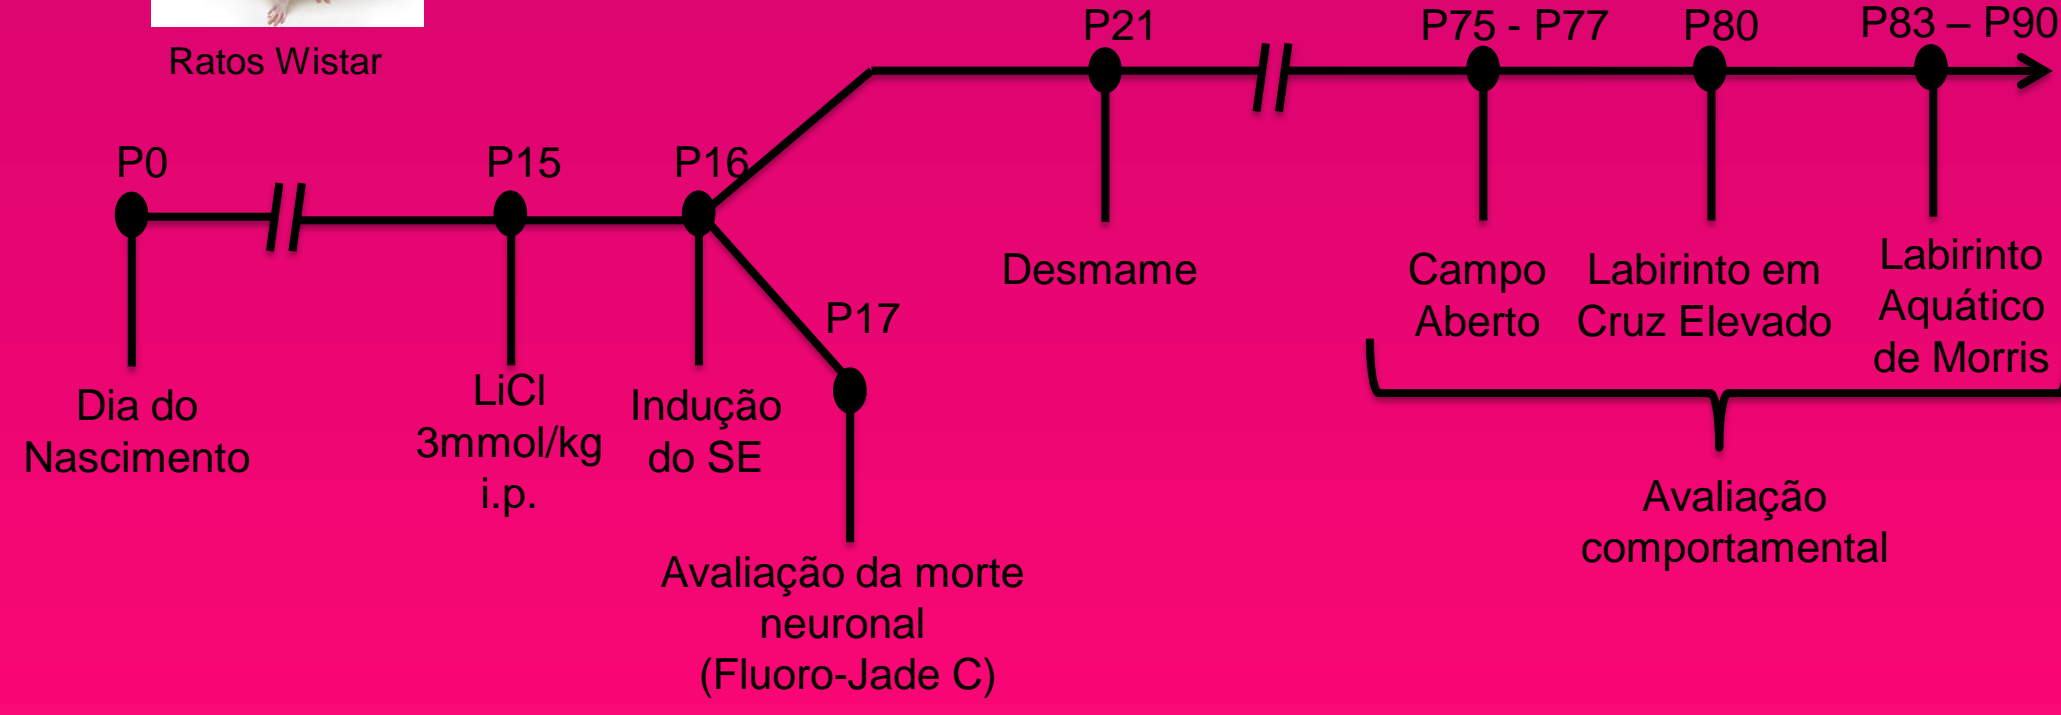 Ratos Wistar
P0
P15
P16
P17
P21
P75 - P77
P80
P83 – P90
Dia do
Nascimento
LiCl
3mmol/kg
i.p.
Indução
do SE
Avaliação da morte
neuronal
(Fluoro-Jade C)
Desmame
Campo
Aberto
Labirinto em
Cruz Elevado
Labirinto
Aquático
de Morris
Avaliação
comportamental